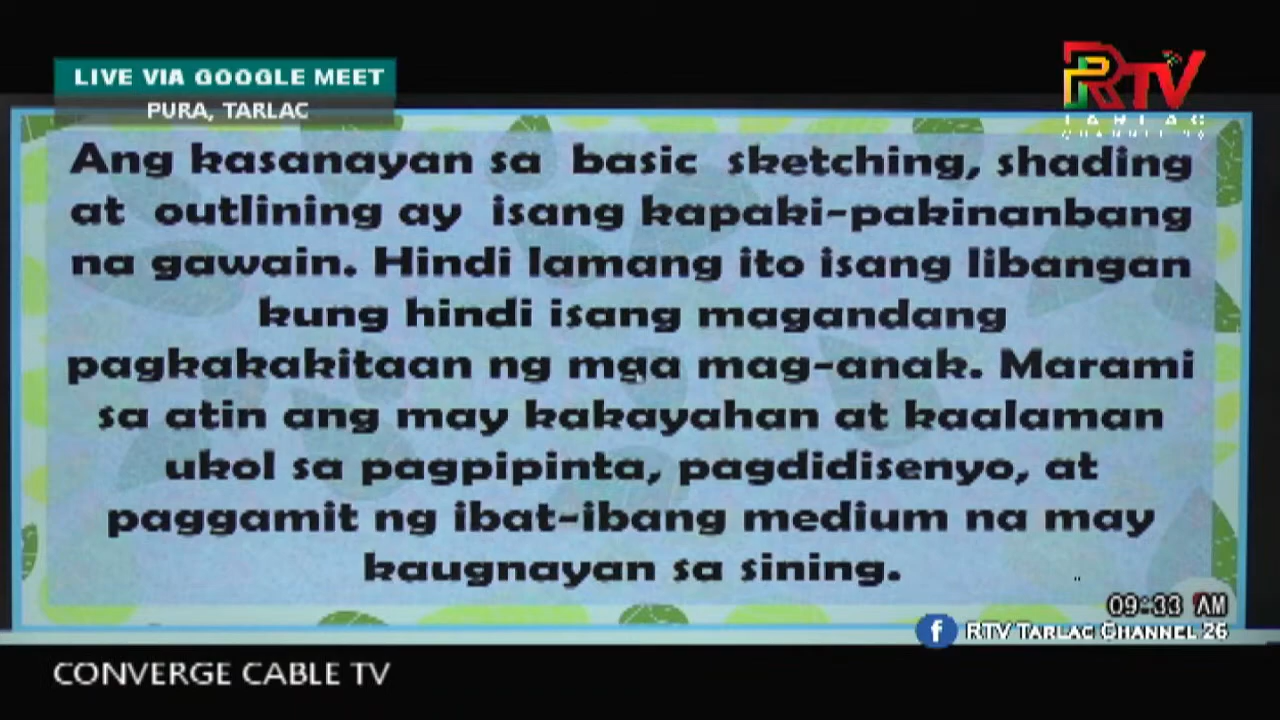 LIVE VIA GOOGLE MEET
PURA, TARLAC
RTV
TARLAC
CHANNEL 26
Ang kasanayan sa basic sketching, shading
at outlining ay isang kapaki-pakinanbang
na gawain. Hindi lamang ito isang libangan
kung hindi isang magandang
pagkakakitaan ng mga mag-anak. Marami
sa atin ang may kakayahan at kaalaman
ukol sa pagpipinta, pagdidisenyo, at
paggamit ng ibat-ibang medium na may
kaugnayan sa sining.
09:33 AM
RTV TARLAC CHANNEL 26
CONVERGE CABLE TV